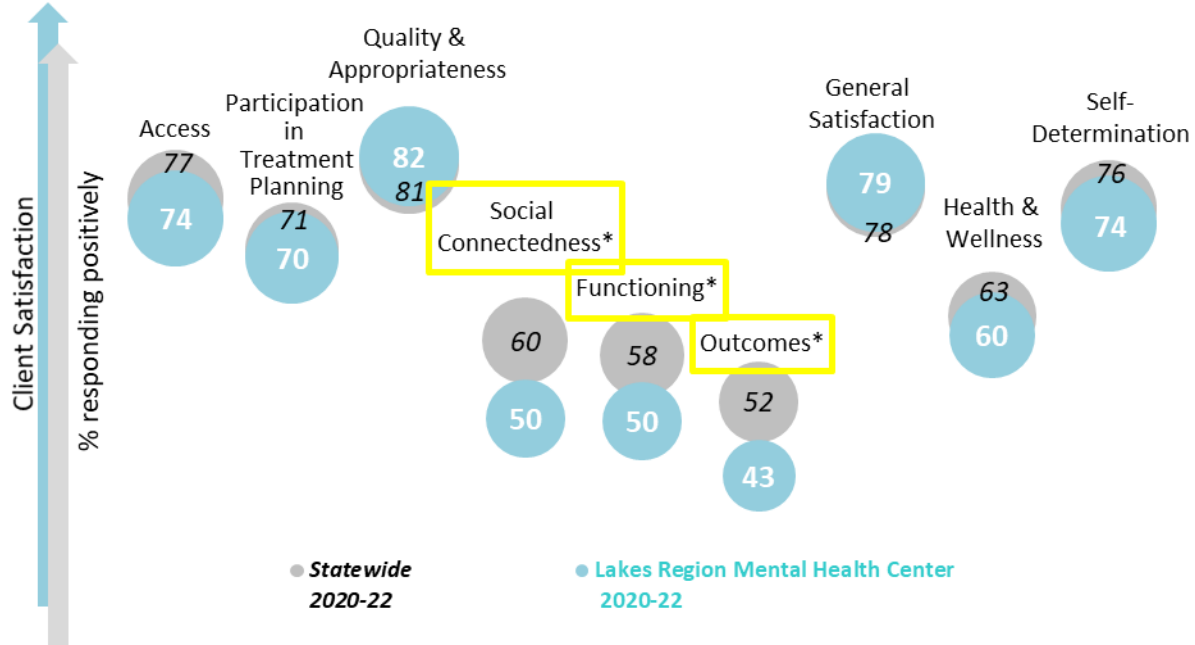 Client Satisfaction
% responding positively
Access
77
74
Participation
in
Treatment
Planning
71
70
Quality &
Appropriateness
82
81
Social
Connectedness*
60
50
Functioning*
58
50
Outcomes*
52
43
General
Satisfaction
79
78
Health &
Wellness
63
60
Self-
Determination
76
74
Statewide
2020-22
Lakes Region Mental Health Center
2020-22